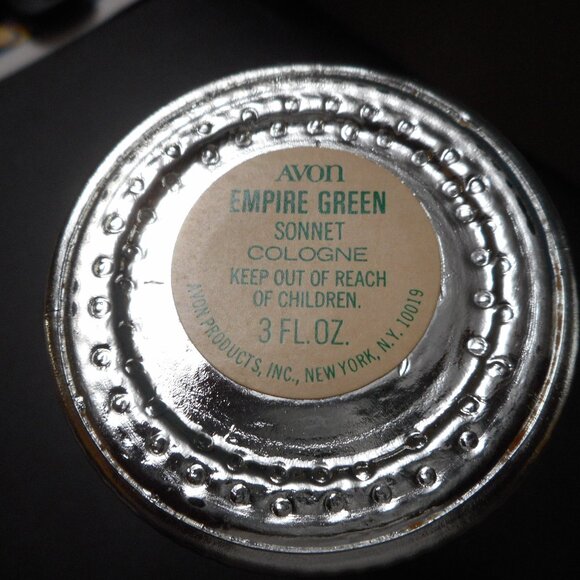 AVON
EMPIRE GREEN
SONNET
COLOGNE
KEEP OUT OF REACH
OF CHILDREN.
3 FL. OZ.
AVON PRODUCTS, INC., NEW YORK, N.Y. 10019